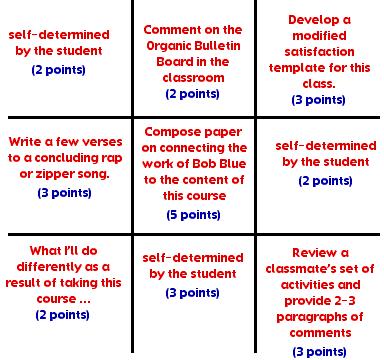 self-determined
by the student
(2 points)
Comment on the
Organic Bulletin
Board in the
classroom
(2 points)
Develop a
modified
satisfaction
template for this
class.
(3 points)
Write a few verses
to a concluding rap
or zipper song.
(3 points)
Compose paper
on connecting the
work of Bob Blue
to the content of
this course
(5 points)
self-determined
by the student
(2 points)
What I'll do
differently as a
result of taking this
course ...
(2 points)
self-determined
by the student
(3 points)
Review a
classmate's set of
activities and
provide 2-3
paragraphs of
comments
(3 points)